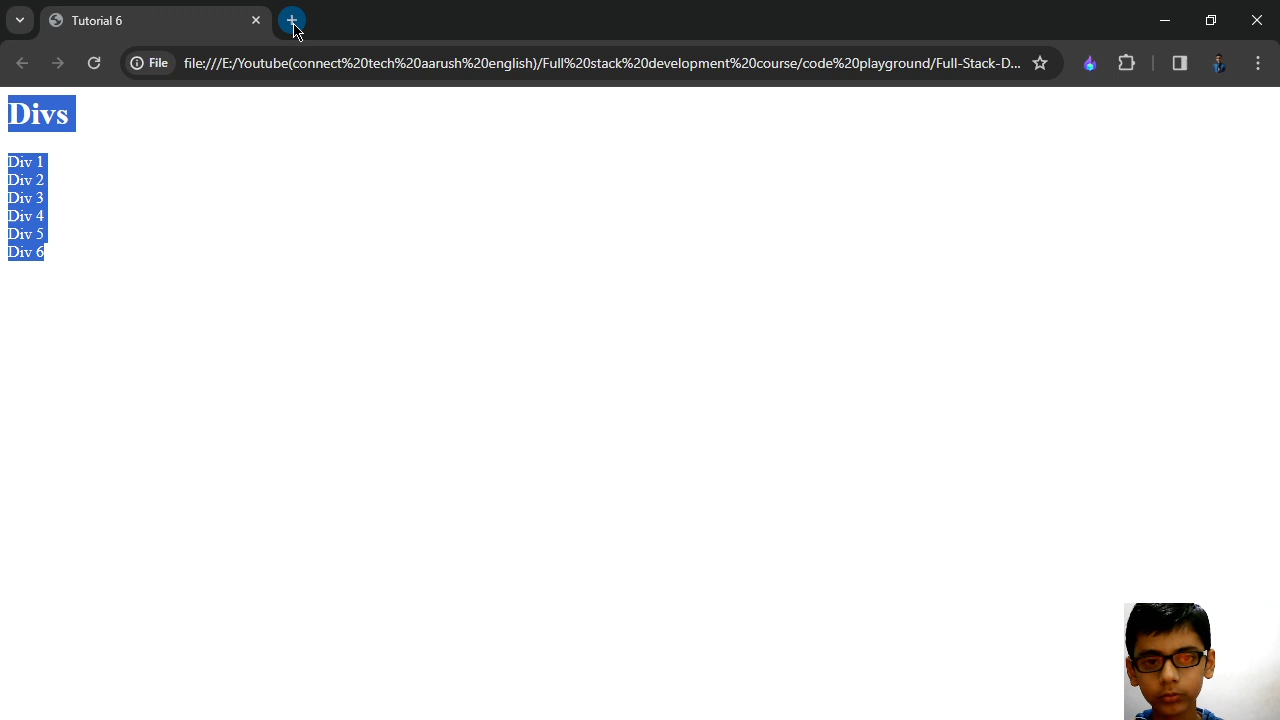 Tutorial 6
File
file:///E:/Youtube(connect%20tech%20aarush%20english)/Full%20stack%20development%20course/code%20playground/Full-Stack-D...
Divs
Div 1
Div 2
Div 3
Div 4
Div 5
Div 6